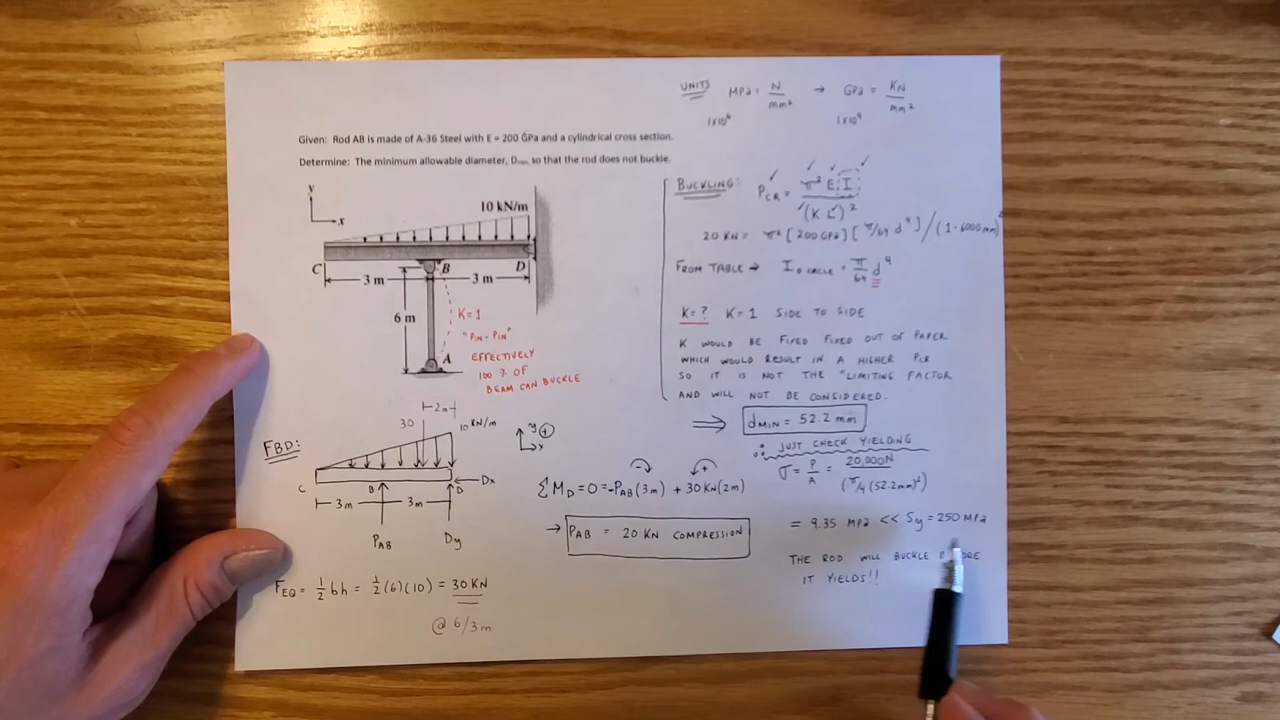 UNITS MPa = N/mm² → GPa = KN/mm²
1x10⁶ 1x10⁹
Given: Rod AB is made of A-36 Steel with E = 200 GPa and a cylindrical cross section.
Determine: The minimum allowable diameter, Dmin, so that the rod does not buckle.
y
x
10 kN/m
C
B
D
3 m
3 m
6 m
A
K=1
"PIN-PIN"
EFFECTIVELY
100 % OF
BEAM CAN BUCKLE
BUCKLING: PCR = π² E I / (K L)²
20 KN = π² [200 GPa] [π/64 d⁴] / (1·6000mm)²
FROM TABLE → I O CIRCLE = π/64 d⁴
K=? K=1 SIDE TO SIDE
K WOULD BE FIXED FIXED OUT OF PAPER
WHICH WOULD RESULT IN A HIGHER PCR
SO IT IS NOT THE "LIMITING FACTOR
AND WILL NOT BE CONSIDERED.
⇒ dMIN = 52.2 mm
∴ JUST CHECK YIELDING
σ = P/A = 20,000N / (π/4 (52.2mm)²)
= 9.35 MPa << Sy = 250 MPa
THE ROD WILL BUCKLE
IT YIELDS!!
FBD:
2m
30
10 KN/m
y
x
+
C
B
D
Dx
3m
3m
PAB
Dy
FEQ = 1/2 bh = 1/2 (6)(10) = 30 KN
@ 6/3 m
(-) (+)
∑MD = 0 = -PAB (3m) + 30 KN (2m)
→ PAB = 20 KN COMPRESSION